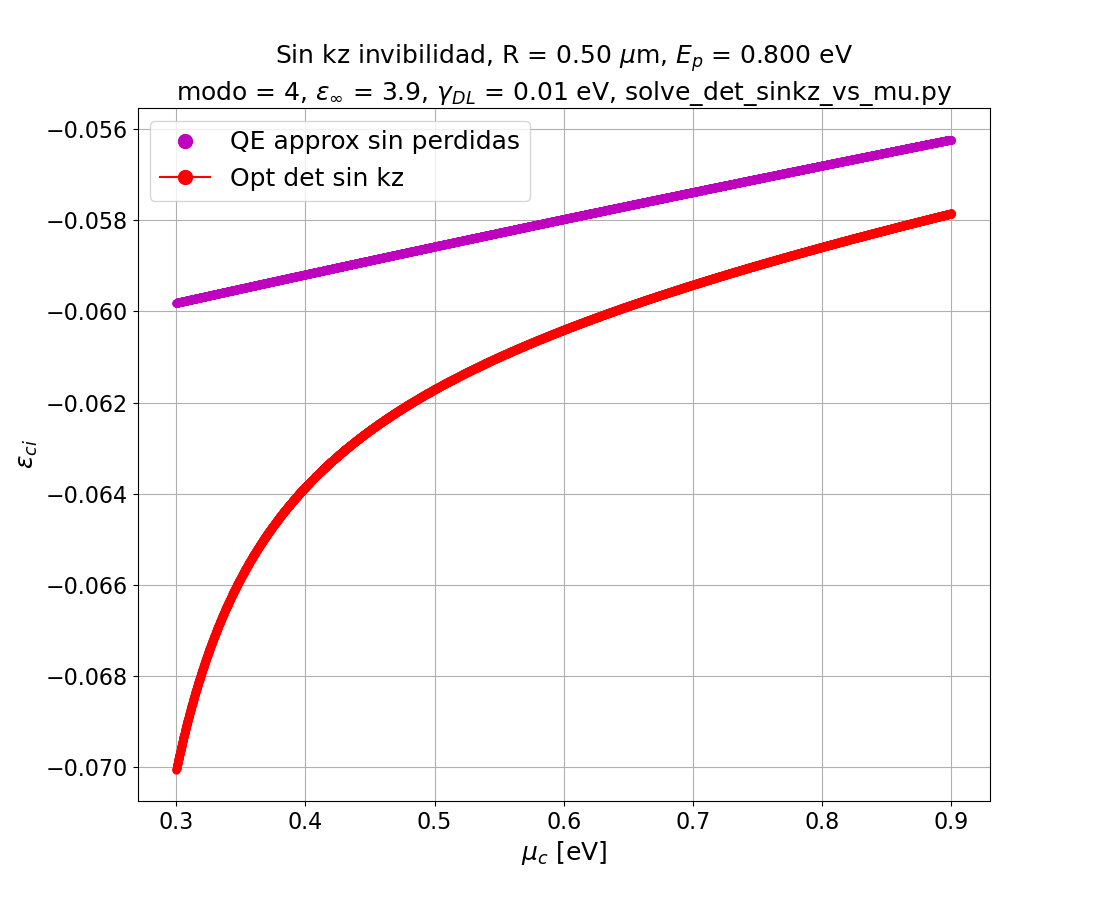 Sin kz invibilidad, R = 0.50 μm, E_p = 0.800 eV
modo = 4, ε_∞ = 3.9, γ_DL = 0.01 eV, solve_det_sinkz_vs_mu.py
QE approx sin perdidas
Opt det sin kz
−0.056
−0.058
−0.060
−0.062
−0.064
−0.066
−0.068
−0.070
ε_ci
0.3 0.4 0.5 0.6 0.7 0.8 0.9
μ_c [eV]